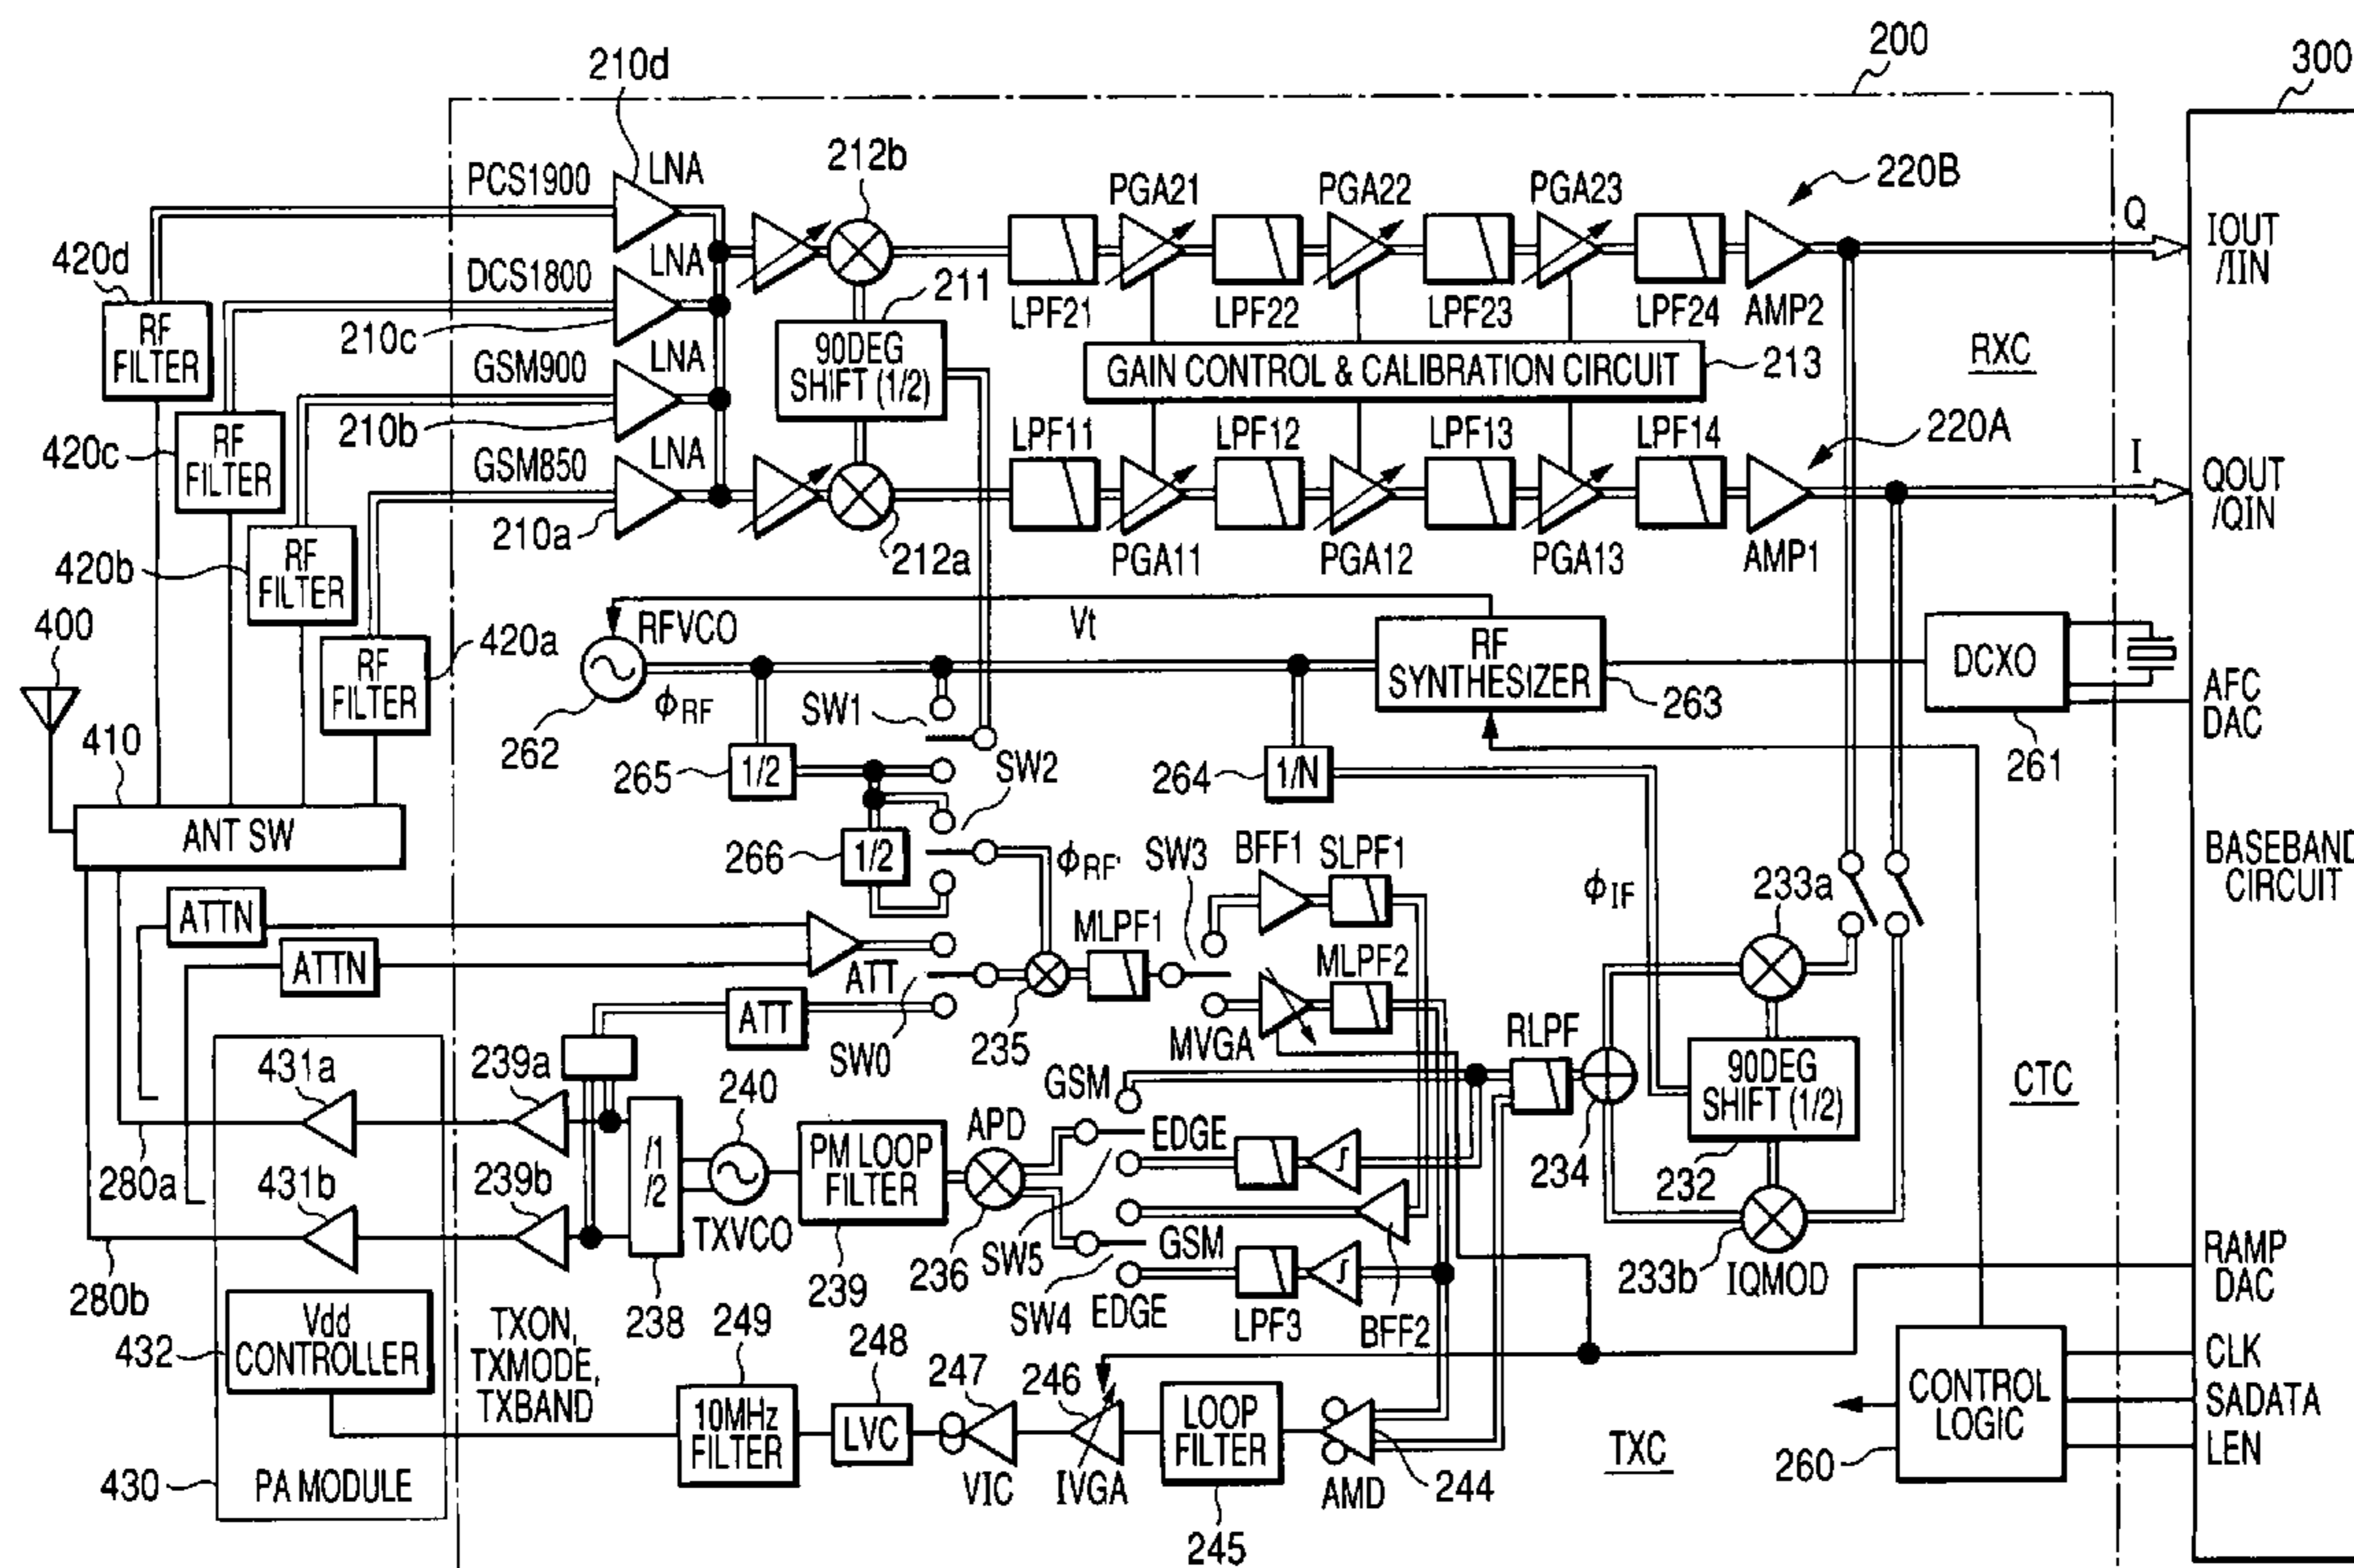 200
300
210d
PCS1900
LNA
212b
PGA21
PGA22
PGA23
220B
Q
IOUT
/IIN
420d
RF
FILTER
DCS1800
LNA
210c
211
90DEG
SHIFT (1/2)
LPF21
LPF22
LPF23
LPF24
AMP2
RXC
GAIN CONTROL & CALIBRATION CIRCUIT
213
GSM900
LNA
210b
420c
RF
FILTER
GSM850
LNA
210a
212a
LPF11
LPF12
LPF13
LPF14
220A
I
QOUT
/QIN
PGA11
PGA12
PGA13
AMP1
420b
RF
FILTER
400
420a
RF
FILTER
410
ANT SW
RFVCO
Vt
ΦRF
262
RF
SYNTHESIZER
263
DCXO
261
AFC
DAC
SW1
SW2
265
1/2
266
1/2
264
1/N
ΦRF'
ΦIF
BASEBAND
CIRCUIT
SW3
BFF1
SLPF1
233a
ATTN
ATTN
ATT
ATT
SW0
235
MLPF1
MLPF2
MVGA
RLPF
234
90DEG
SHIFT (1/2)
232
233b
IQMOD
CTC
431a
239a
240
TXVCO
/1
/2
238
PM LOOP
FILTER
239
APD
236
GSM
EDGE
SW5
GSM
SW4
EDGE
LPF3
BFF2
280a
431b
239b
280b
RAMP
DAC
Vdd
CONTROLLER
432
TXON,
TXMODE,
TXBAND
249
10MHz
FILTER
248
LVC
247
VIC
246
IVGA
LOOP
FILTER
245
AMD
244
TXC
430
PA MODULE
260
CONTROL
LOGIC
CLK
SADATA
LEN